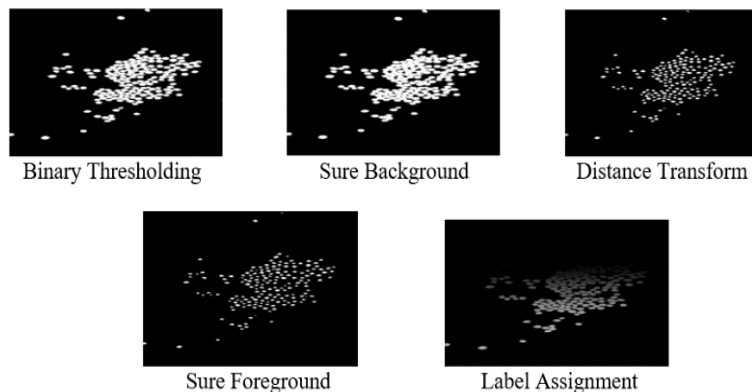 Binary Thresholding
Sure Background
Distance Transform
Sure Foreground
Label Assignment